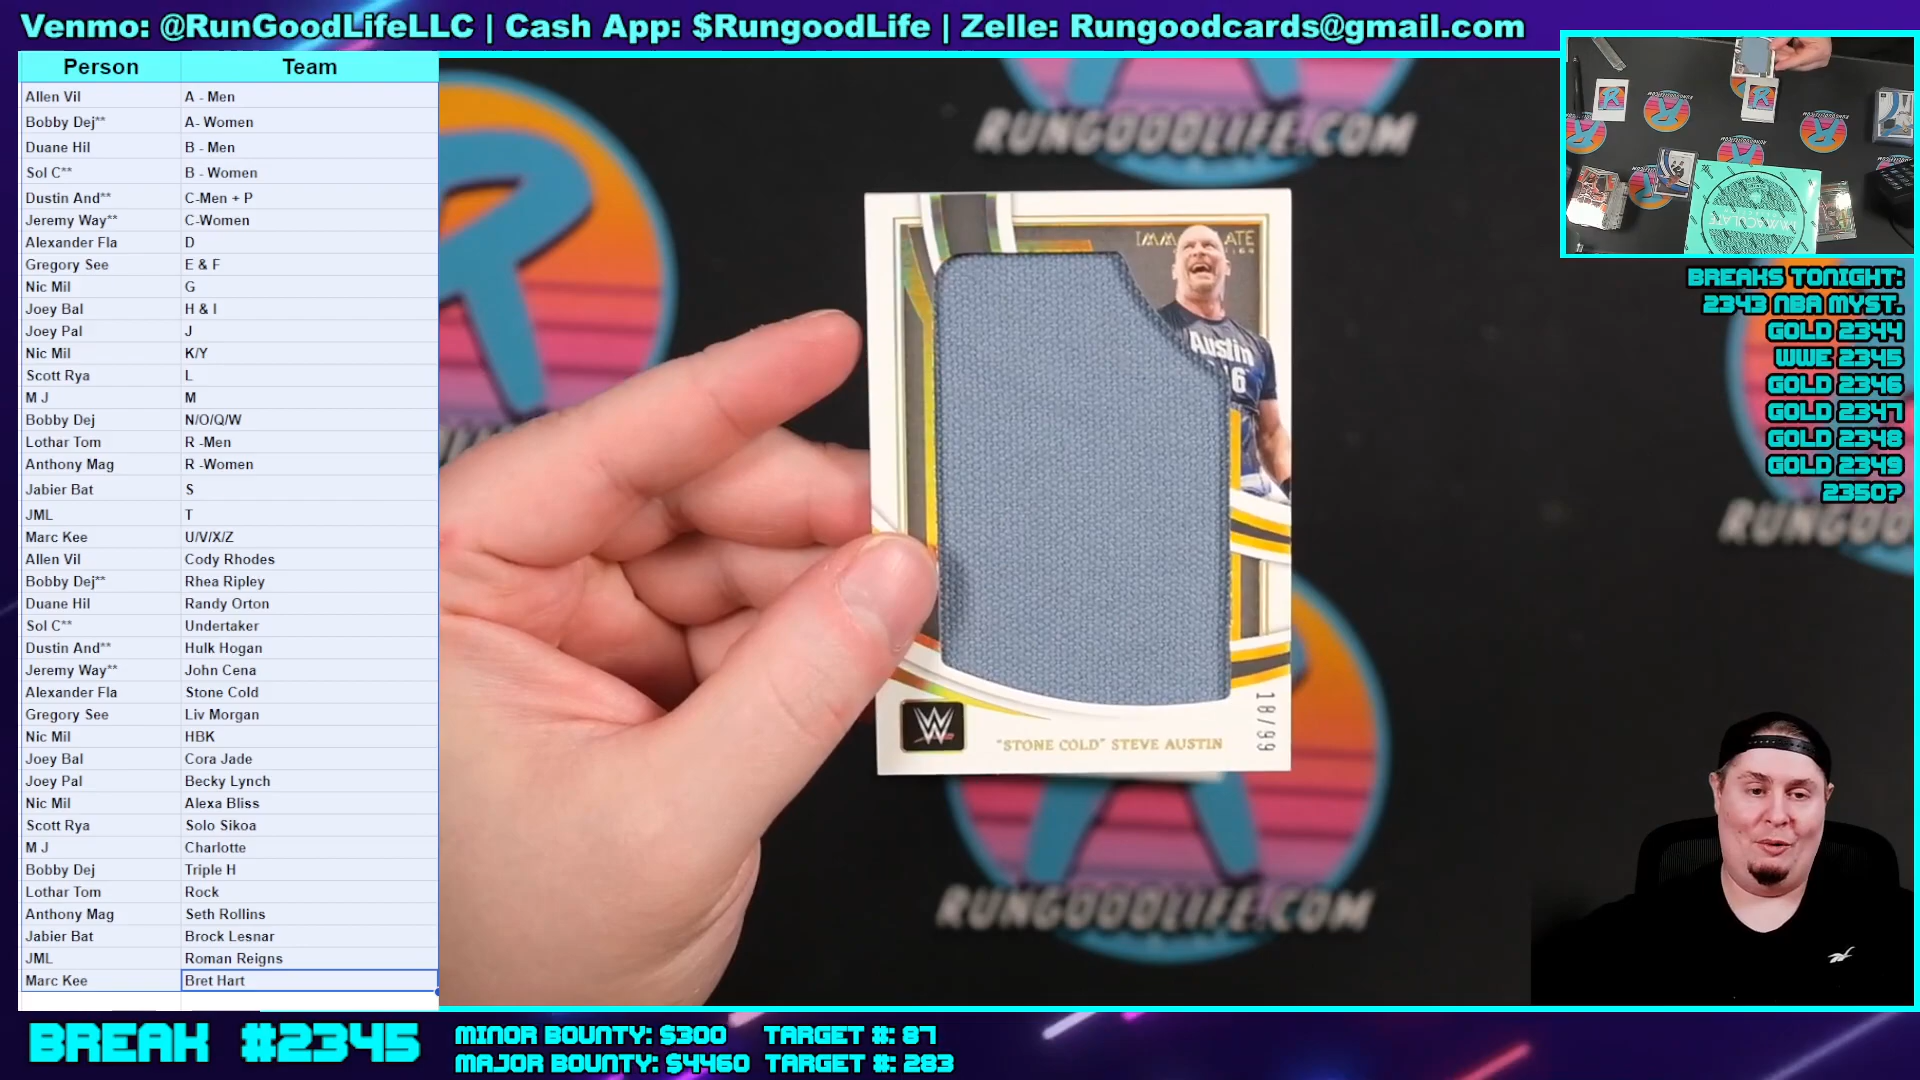 Venmo: @RunGoodLifeLLC | Cash App: $RungoodLife | Zelle: Rungoodcards@gmail.com
Person Team
Allen Vil A - Men
Bobby Dej** A- Women
Duane Hil B - Men
Sol C** B - Women
Dustin And** C-Men + P
Jeremy Way** C-Women
Alexander Fla D
Gregory See E & F
Nic Mil G
Joey Bal H & I
Joey Pal J
Nic Mil K/Y
Scott Rya L
M J M
Bobby Dej N/O/Q/W
Lothar Tom R -Men
Anthony Mag R -Women
Jabier Bat S
JML T
Marc Kee U/V/X/Z
Allen Vil Cody Rhodes
Bobby Dej** Rhea Ripley
Duane Hil Randy Orton
Sol C** Undertaker
Dustin And** Hulk Hogan
Jeremy Way** John Cena
Alexander Fla Stone Cold
Gregory See Liv Morgan
Nic Mil HBK
Joey Bal Cora Jade
Joey Pal Becky Lynch
Nic Mil Alexa Bliss
Scott Rya Solo Sikoa
M J Charlotte
Bobby Dej Triple H
Lothar Tom Rock
Anthony Mag Seth Rollins
Jabier Bat Brock Lesnar
JML Roman Reigns
Marc Kee Bret Hart
RUNGOODLIFE.COM
IMM ATE
Austin
16
"STONE COLD" STEVE AUSTIN
18/99
W
RUNGOODLIFE.COM
RUNGOOD
IMMACULATE
BREAKS TONIGHT:
2343 NBA MYST.
GOLD 2344
WWE 2345
GOLD 2346
GOLD 2347
GOLD 2348
GOLD 2349
2350?
BREAK #2345
MINOR BOUNTY: $300 TARGET #: 87
MAJOR BOUNTY: $4460 TARGET #: 283